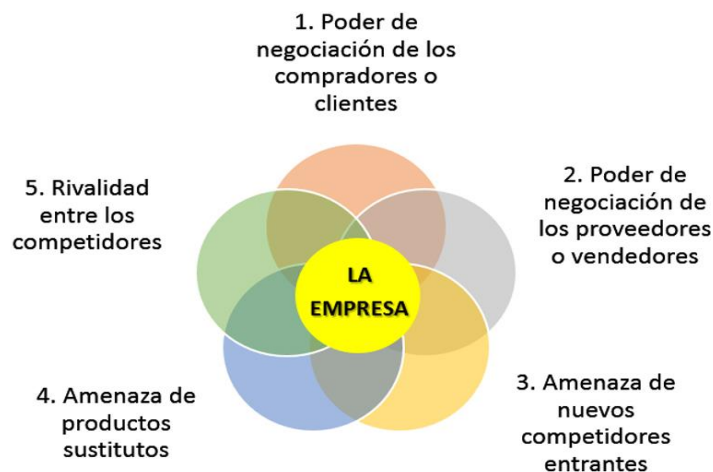 1. Poder de
negociación de los
compradores o
clientes
2. Poder de
negociación de
los proveedores
o vendedores
3. Amenaza de
nuevos
competidores
entrantes
4. Amenaza de
productos
sustitutos
5. Rivalidad
entre los
competidores
LA
EMPRESA